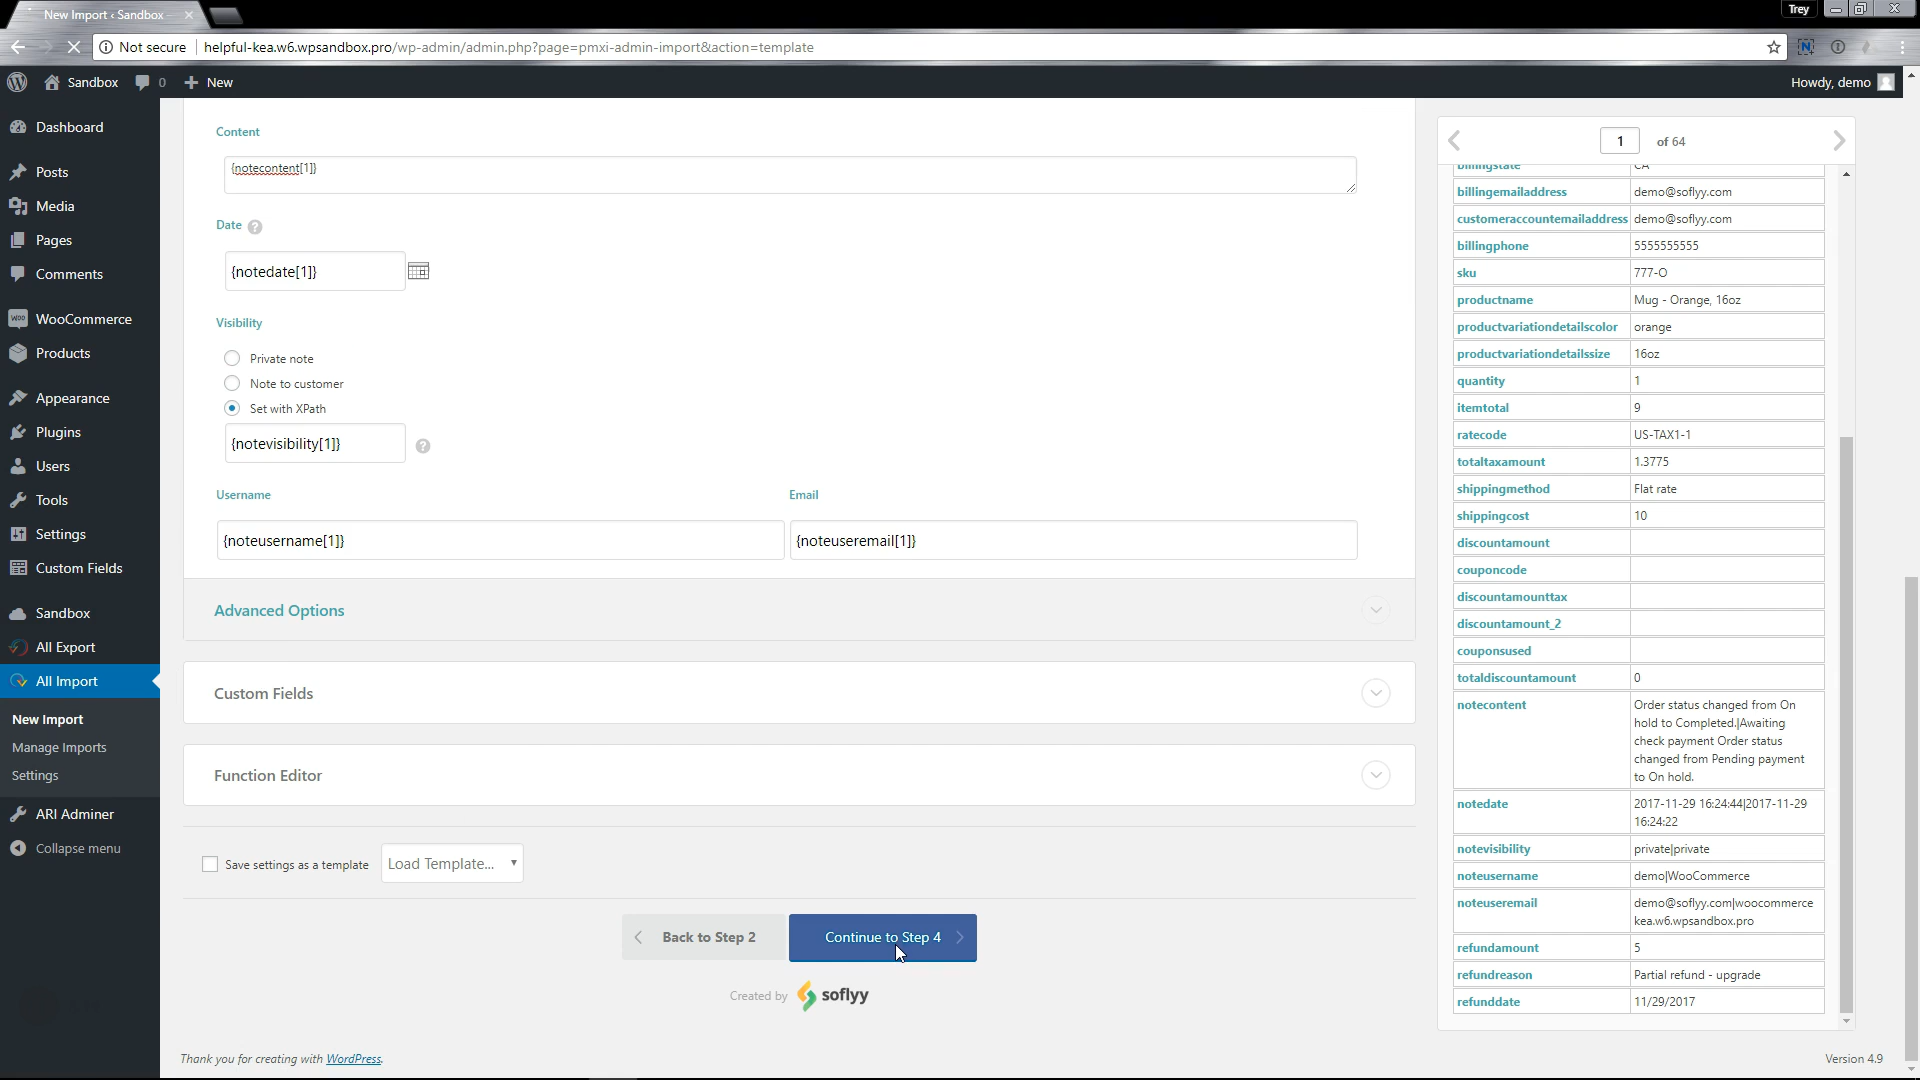 New Import ‹ Sandbox
Trey
Not secure
helpful-kea.w6.wpsandbox.pro/wp-admin/admin.php?page=pmxi-admin-import&action=template
Sandbox
0
New
Howdy, demo
Dashboard
Posts
Media
Pages
Comments
WooCommerce
Products
Appearance
Plugins
Users
Tools
Settings
Custom Fields
Sandbox
All Export
All Import
New Import
Manage Imports
Settings
ARI Adminer
Collapse menu
Content
{notecontent[1]}
Date
{notedate[1]}
Visibility
Private note
Note to customer
Set with XPath
{notevisibility[1]}
Username
Email
{noteusername[1]}
{noteuseremail[1]}
Advanced Options
Custom Fields
Function Editor
Save settings as a template
Load Template...
Back to Step 2
Continue to Step 4
Created by soflyy
Thank you for creating with WordPress.
Version 4.9
1 of 64
billingstate CA
billingemailaddress demo@soflyy.com
customeraccountemailaddress demo@soflyy.com
billingphone 5555555555
sku 777-O
productname Mug - Orange, 16oz
productvariationdetailscolor orange
productvariationdetailssize 16oz
quantity 1
itemtotal 9
ratecode US-TAX1-1
totaltaxamount 1.3775
shippingmethod Flat rate
shippingcost 10
discountamount
couponcode
discountamounttax
discountamount_2
couponsused
totaldiscountamount 0
notecontent Order status changed from On
hold to Completed.|Awaiting
check payment Order status
changed from Pending payment
to On hold.
notedate 2017-11-29 16:24:44|2017-11-29
16:24:22
notevisibility private|private
noteusername demo|WooCommerce
noteuseremail demo@soflyy.com|woocommerce
kea.w6.wpsandbox.pro
refundamount 5
refundreason Partial refund - upgrade
refunddate 11/29/2017